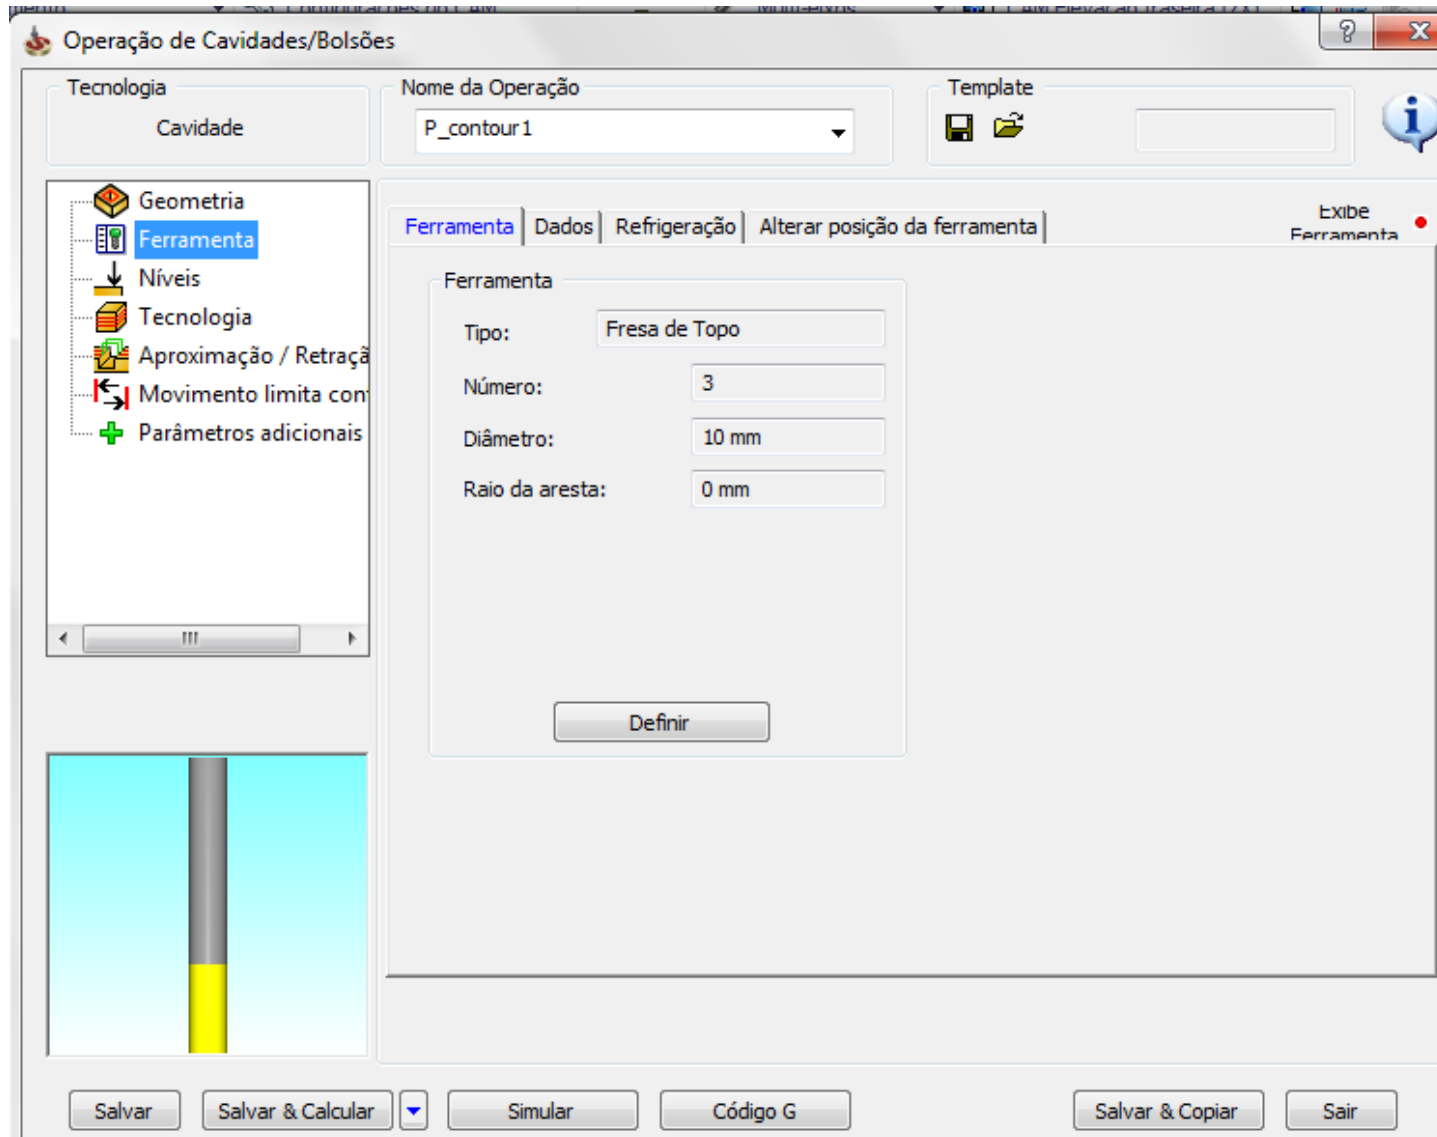 Operação de Cavidades/Bolsões
Tecnologia
Cavidade
Nome da Operação
P_contour1
Template
Geometria
Ferramenta
Níveis
Tecnologia
Aproximação / Retraçã
Movimento limita con
Parâmetros adicionais
Ferramenta
Dados
Refrigeração
Alterar posição da ferramenta
Exibe
Ferramenta
Ferramenta
Tipo:
Fresa de Topo
Número:
3
Diâmetro:
10 mm
Raio da aresta:
0 mm
Definir
Salvar
Salvar & Calcular
Simular
Código G
Salvar & Copiar
Sair